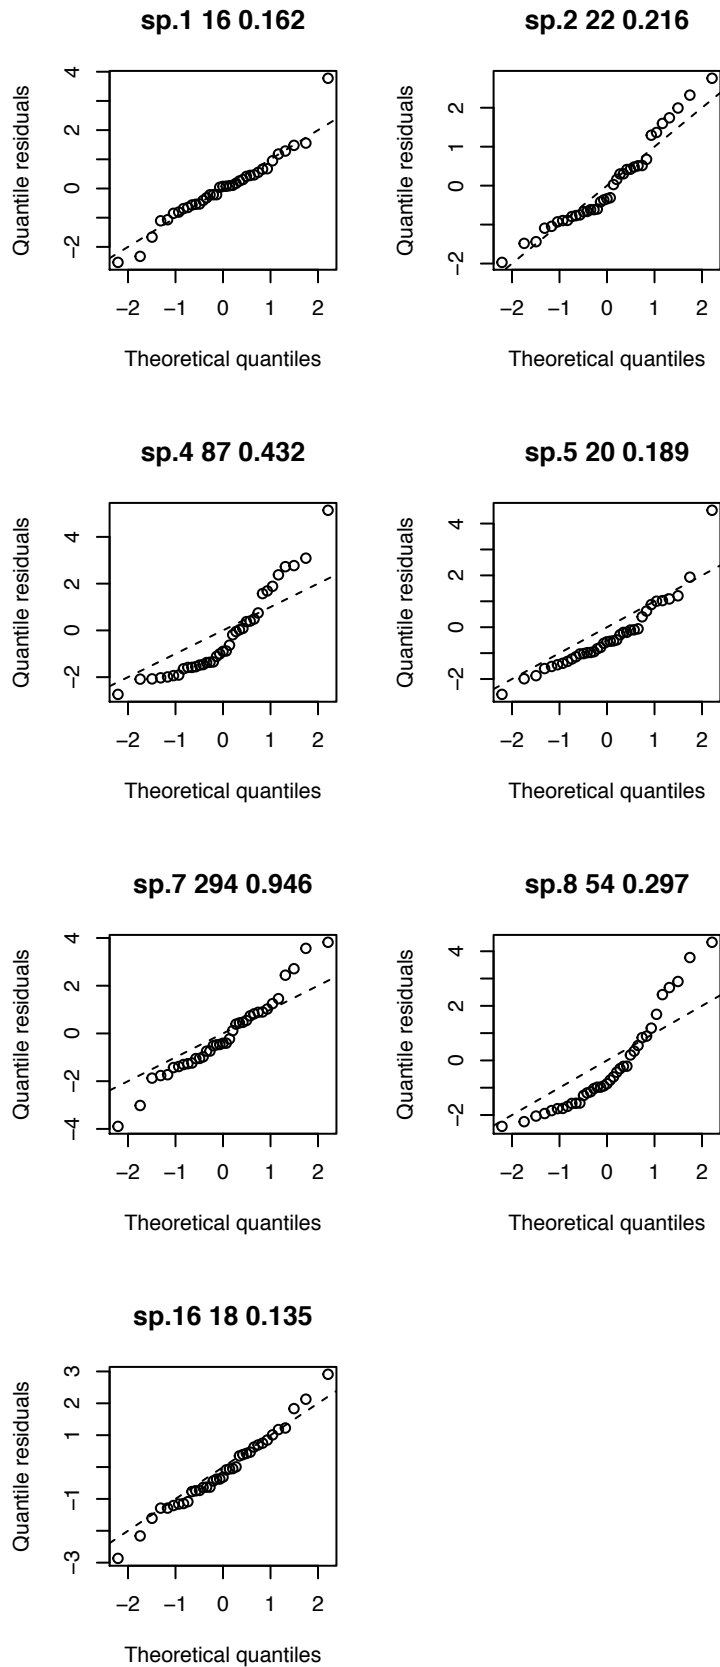 sp.1 16 0.162
sp.2 22 0.216
Quantile residuals
4
2
0
−2
−2 −1 0 1 2
Theoretical quantiles
Quantile residuals
2
1
0
−2
−2 −1 0 1 2
Theoretical quantiles
sp.4 87 0.432
sp.5 20 0.189
Quantile residuals
4
2
0
−2
−2 −1 0 1 2
Theoretical quantiles
Quantile residuals
4
2
0
−2
−2 −1 0 1 2
Theoretical quantiles
sp.7 294 0.946
sp.8 54 0.297
Quantile residuals
4
2
0
−2
−4
−2 −1 0 1 2
Theoretical quantiles
Quantile residuals
4
2
0
−2
−2 −1 0 1 2
Theoretical quantiles
sp.16 18 0.135
Quantile residuals
3
2
1
−1
−3
−2 −1 0 1 2
Theoretical quantiles